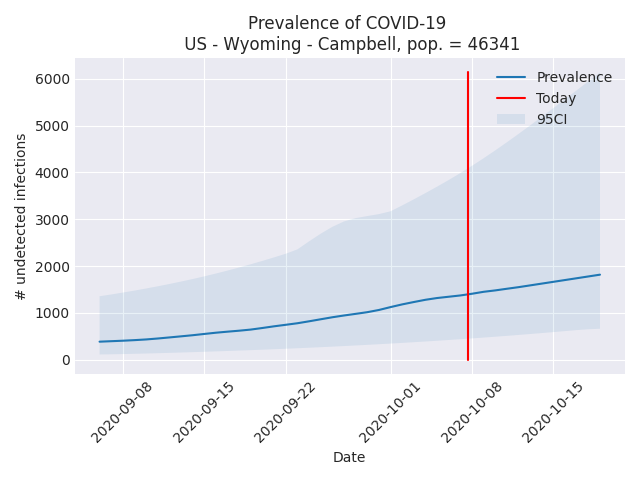 Prevalence of COVID-19
US - Wyoming - Campbell, pop. = 46341
# undetected infections
6000
5000
4000
3000
2000
1000
0
Prevalence
Today
95CI
2020-09-08
2020-09-15
2020-09-22
2020-10-01
2020-10-08
2020-10-15
Date